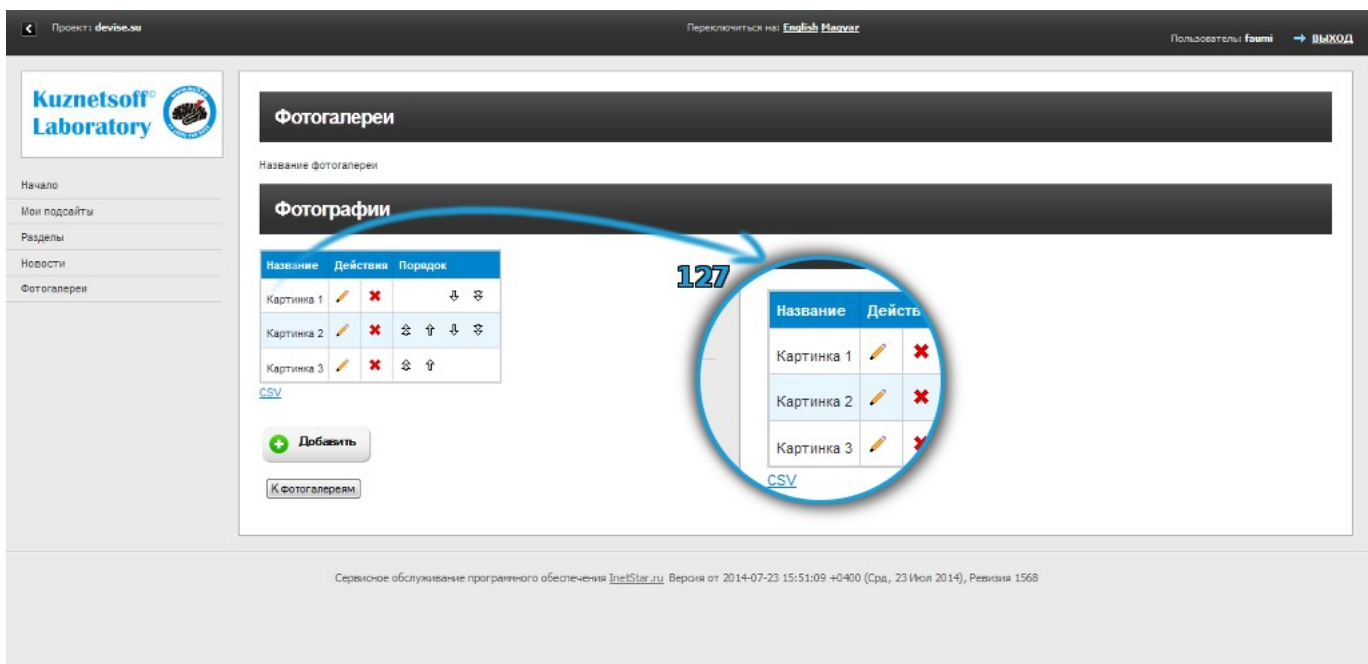 Проект: devise.su
Переключиться на: English Magyar
Пользователь: faumi ВЫХОД
Kuznetsoff©
Laboratory
Начало
Мои подсайты
Разделы
Новости
Фотогалереи
Фотогалереи
Название фотогалереи
Фотографии
Название Действия Порядок
Картинка 1
Картинка 2
Картинка 3
CSV
Добавить
К фотогалереям
127
Название Действ
Картинка 1
Картинка 2
Картинка 3
CSV
Сервисное обслуживание программного обеспечения InetStar.ru Версия от 2014-07-23 15:51:09 +0400 (Срд, 23 Июл 2014), Ревизия 1568